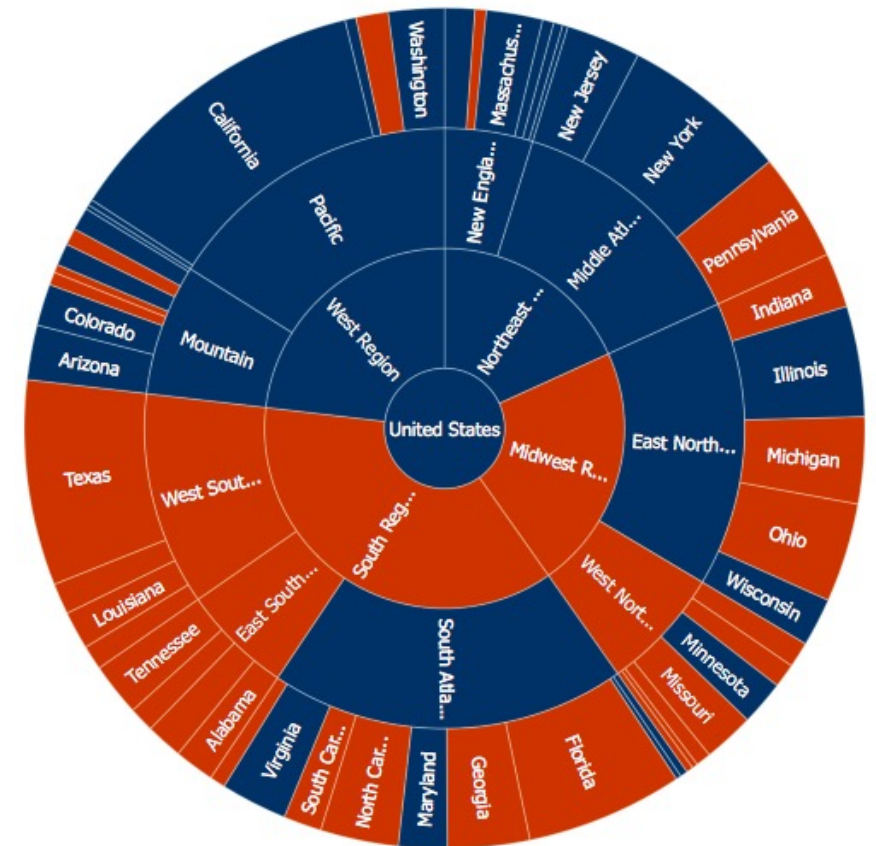 United States
Northeast ...
Midwest R...
South Reg...
West Region
New Engla...
Middle Atl...
East North...
West Nort...
South Atla...
East South...
West Sout...
Mountain
Pacific
Massachus...
New Jersey
New York
Pennsylvania
Indiana
Illinois
Michigan
Ohio
Wisconsin
Minnesota
Missouri
Florida
Georgia
Maryland
North Car...
South Car...
Virginia
Alabama
Tennessee
Louisiana
Texas
Arizona
Colorado
California
Washington